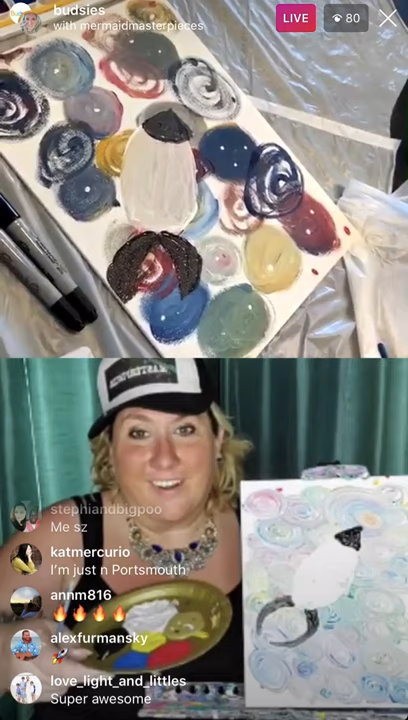 budsies
with mermaidmasterpieces
LIVE
80
stephiandbigpoo
Me sz
katmercurio
I'm just n Portsmouth
annm816
🔥🔥🔥🔥
alexfurmansky
🚀
love_light_and_littles
Super awesome